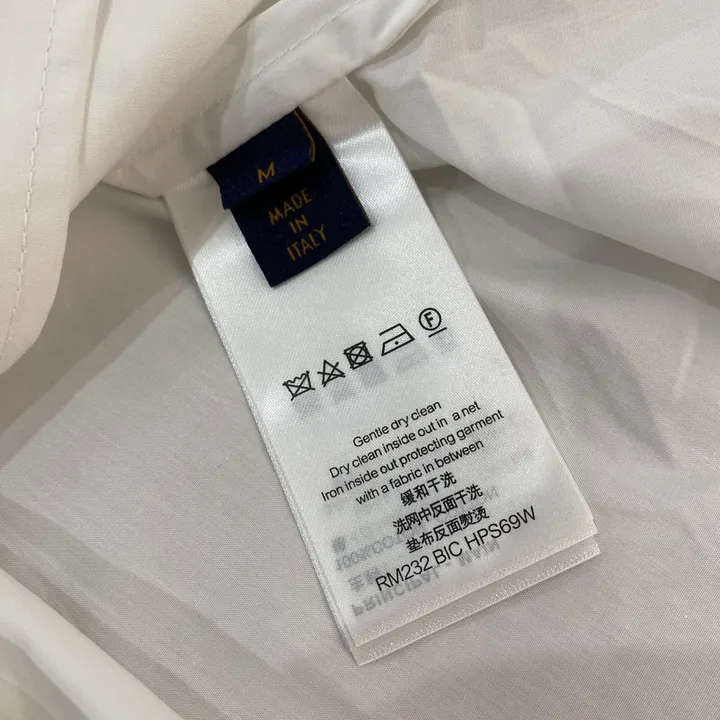 M
MADE
IN
ITALY
F
Gentle dry clean
Dry clean inside out in a net
Iron inside out protecting garment
with a fabric in between
缓和干洗
洗网中反面干洗
垫布反面熨烫
RM232 BIC HPS69W
PRINCIPAL - MAIN